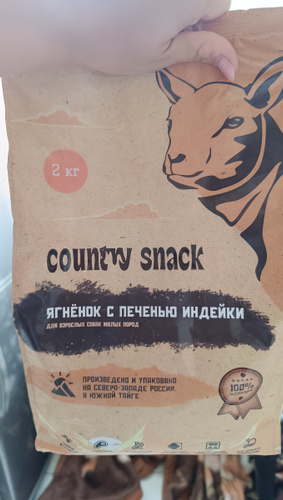 2 кг
country snack
ЯГНЁНОК С ПЕЧЕНЬЮ ИНДЕЙКИ
ДЛЯ ВЗРОСЛЫХ СОБАК МЕЛКИХ ПОРОД
ПРОИЗВЕДЕНО И УПАКОВАНО
НА СЕВЕРО-ЗАПАДЕ РОССИИ,
В ЮЖНОЙ ТАЙГЕ
100%